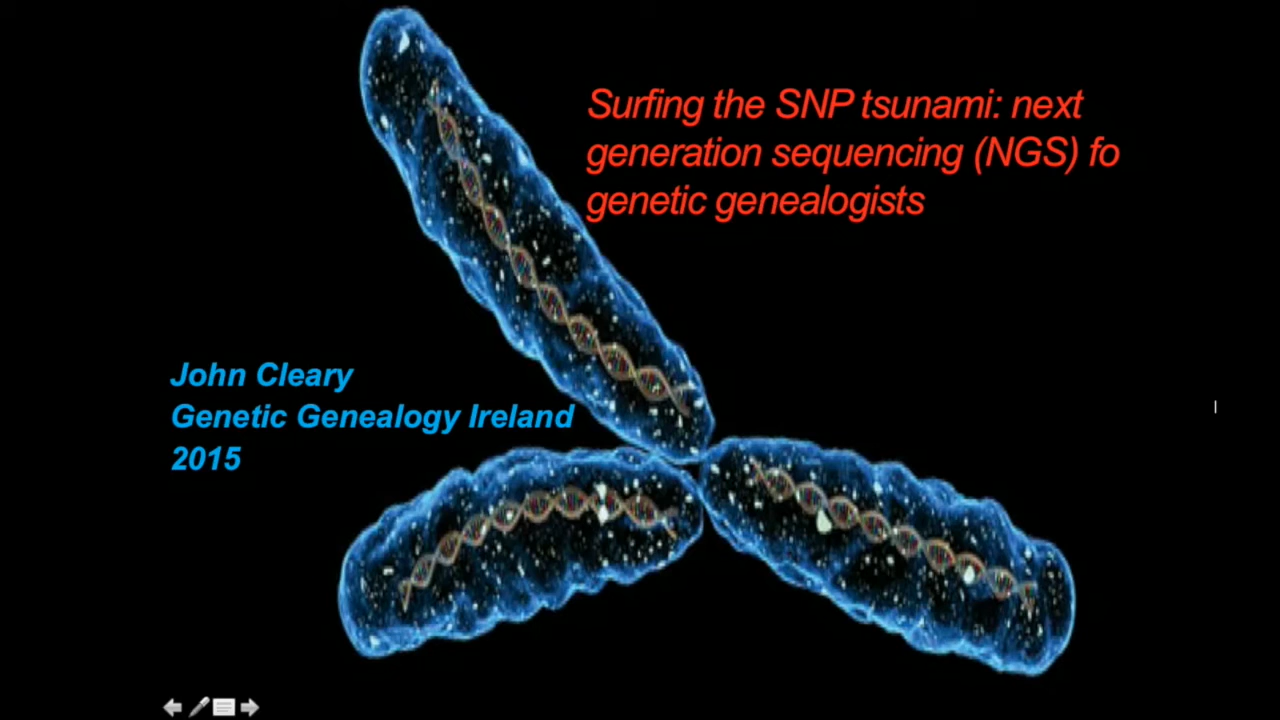 Surfing the SNP tsunami: next
generation sequencing (NGS) fo
genetic genealogists
John Cleary
Genetic Genealogy Ireland
2015